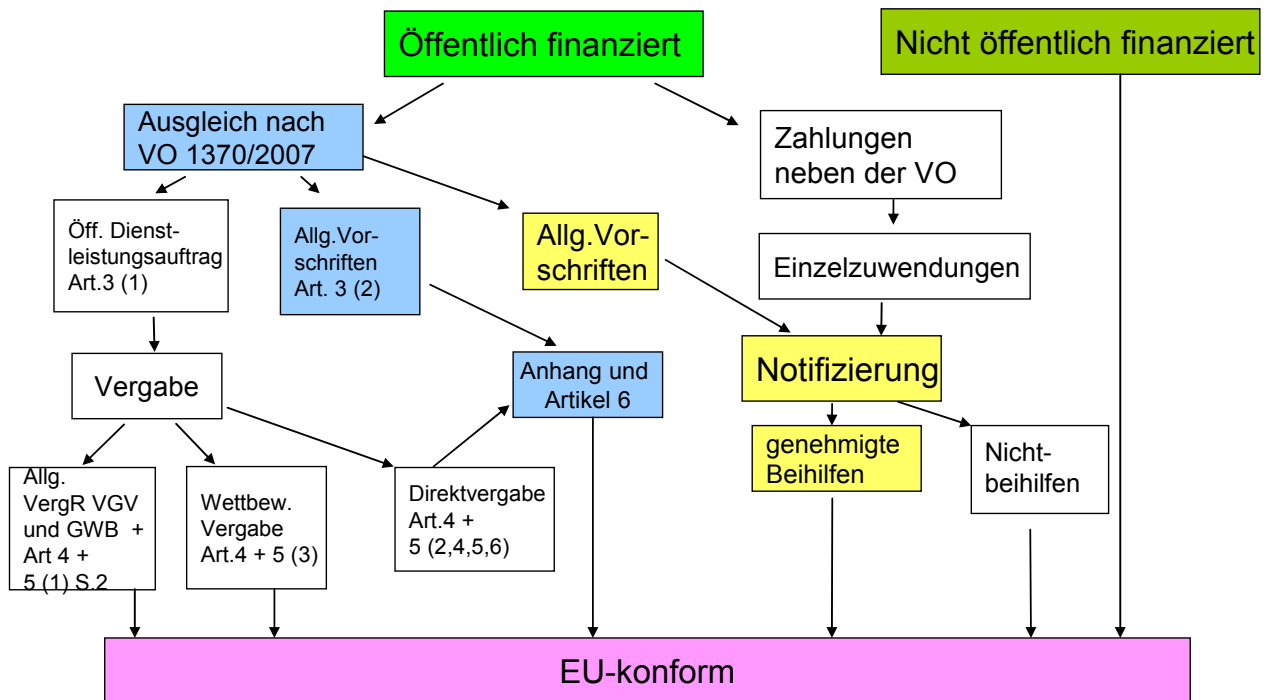 Öffentlich finanziert
Nicht öffentlich finanziert
Ausgleich nach
VO 1370/2007
Zahlungen
neben der VO
Öff. Dienst-
leistungsauftrag
Art.3 (1)
Allg.Vor-
schriften
Art. 3 (2)
Allg.Vor-
schriften
Einzelzuwendungen
Vergabe
Anhang und
Artikel 6
Notifizierung
Allg.
VergR VGV
und GWB +
Art 4 +
5 (1) S.2
Wettbew.
Vergabe
Art.4 + 5 (3)
Direktvergabe
Art.4 +
5 (2,4,5,6)
genehmigte
Beihilfen
Nicht-
beihilfen
EU-konform